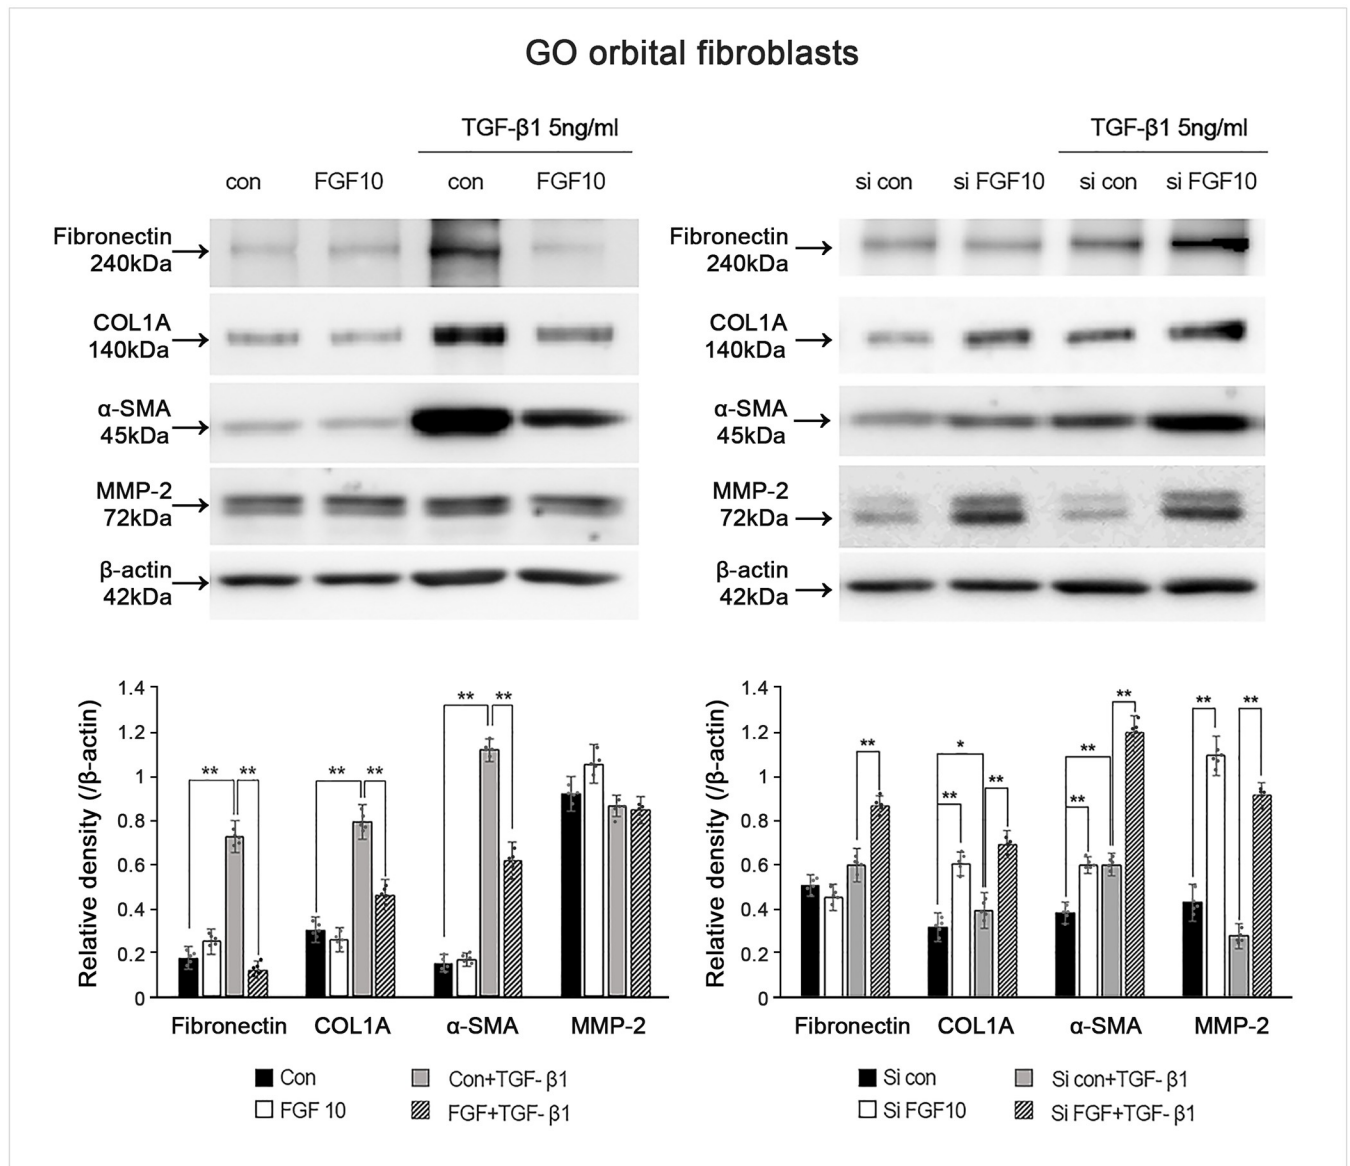 GO orbital fibroblasts
TGF-β1 5ng/ml
con FGF10 con FGF10
Fibronectin
240kDa
COL1A
140kDa
α-SMA
45kDa
MMP-2
72kDa
β-actin
42kDa
TGF-β1 5ng/ml
si con si FGF10 si con si FGF10
Fibronectin
240kDa
COL1A
140kDa
α-SMA
45kDa
MMP-2
72kDa
β-actin
42kDa
Relative density (/β-actin)
1.4
1.2
1
0.8
0.6
0.4
0.2
0
** **
** **
** **
Fibronectin COL1A α-SMA MMP-2
Con
FGF 10
Con+TGF- β1
FGF+TGF- β1
Relative density (/β-actin)
1.4
1.2
1
0.8
0.6
0.4
0.2
0
**
*
** **
**
**
**
** **
Fibronectin COL1A α-SMA MMP-2
Si con
Si FGF10
Si con+TGF- β1
Si FGF+TGF- β1